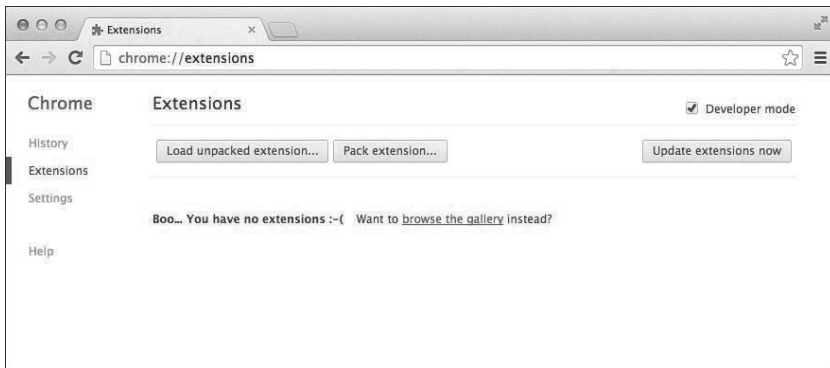 Extensions
chrome://extensions
Chrome
History
Extensions
Settings
Help
Extensions
Developer mode
Load unpacked extension... Pack extension... Update extensions now
Boo... You have no extensions :-( Want to browse the gallery instead?